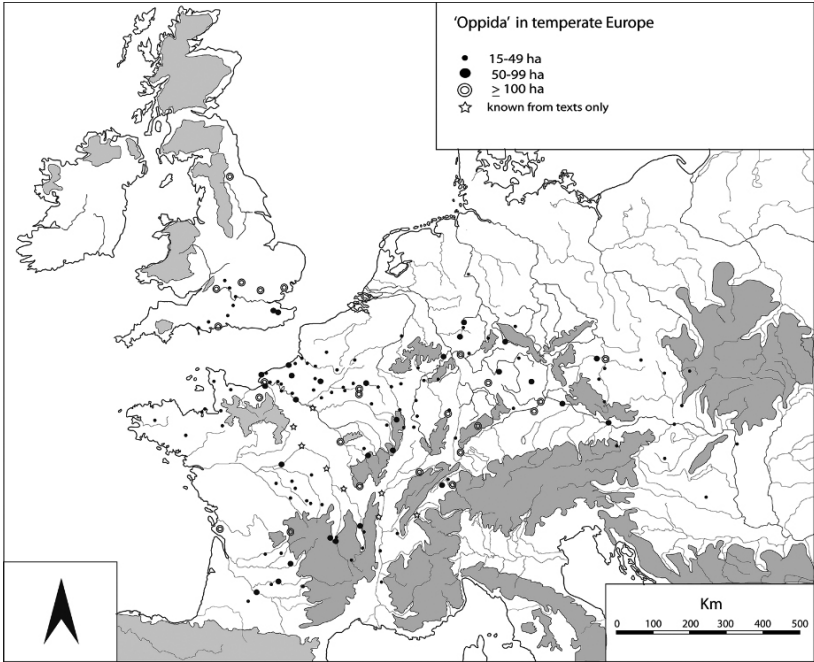 'Oppida' in temperate Europe
15-49 ha
50-99 ha
≥ 100 ha
known from texts only
Km
0 100 200 300 400 500